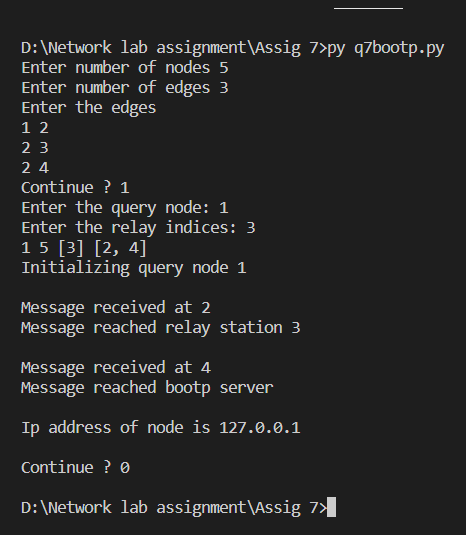 D:\Network lab assignment\Assig 7>py q7bootp.py
Enter number of nodes 5
Enter number of edges 3
Enter the edges
1 2
2 3
2 4
Continue ? 1
Enter the query node: 1
Enter the relay indices: 3
1 5 [3] [2, 4]
Initializing query node 1
Message received at 2
Message reached relay station 3
Message received at 4
Message reached bootp server
Ip address of node is 127.0.0.1
Continue ? 0
D:\Network lab assignment\Assig 7>